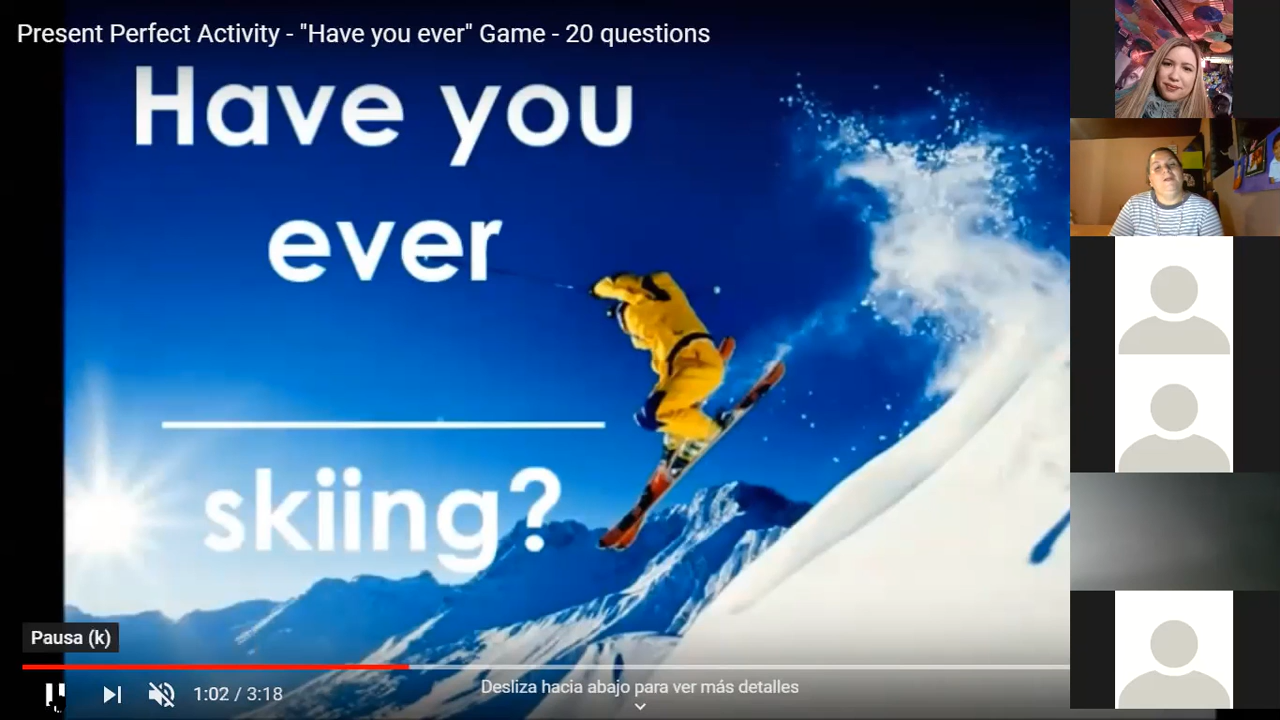 Present Perfect Activity - "Have you ever" Game - 20 questions
Have you
ever
skiing?
Pausa (k)
1:02 / 3:18
Desliza hacia abajo para ver más detalles